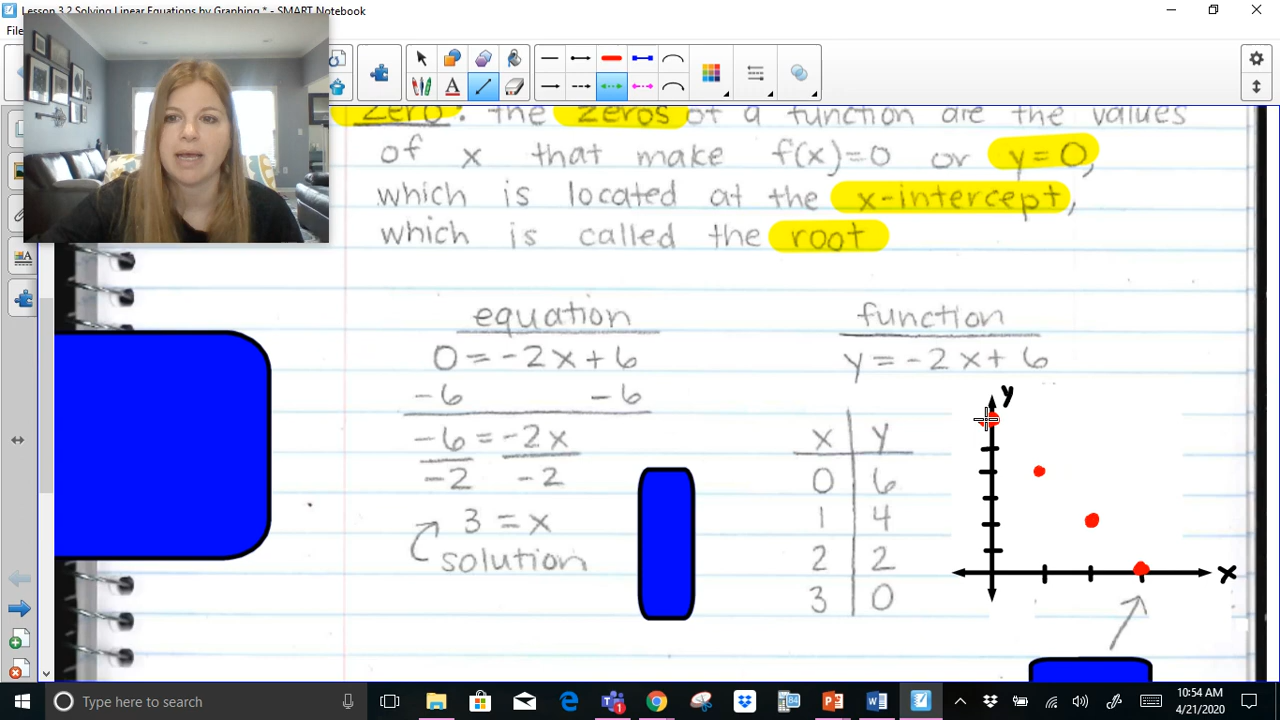 Lesson 3.2 Solving Linear Equations by Graphing * - SMART Notebook
File
A
A
zero: the zeros of a function are the values
of x that make f(x)=0 or y=0,
which is located at the x-intercept,
which is called the root
equation
0 = -2x + 6
-6 -6
-6 = -2x
-2 -2
3 = x
solution
function
y = -2x + 6
x y
0 6
1 4
2 2
3 0
y
x
Type here to search
10:54 AM
4/21/2020